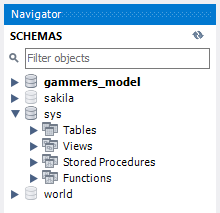 Navigator
SCHEMAS
Filter objects
gammers_model
sakila
sys
Tables
Views
Stored Procedures
Functions
world